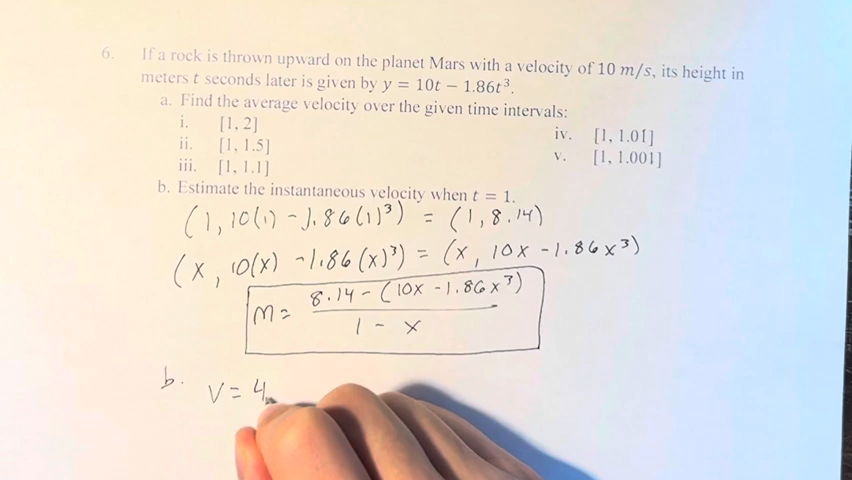 6. If a rock is thrown upward on the planet Mars with a velocity of 10 m/s, its height in
meters t seconds later is given by y = 10t − 1.86t³.
a. Find the average velocity over the given time intervals:
i. [1, 2]
ii. [1, 1.5]
iii. [1, 1.1]
iv. [1, 1.01]
v. [1, 1.001]
b. Estimate the instantaneous velocity when t = 1.
(1, 10(1) - 1.86(1)³) = (1, 8.14)
(x, 10(x) - 1.86(x)³) = (x, 10x - 1.86x³)
m = 8.14 - (10x - 1.86x³)
1 - x
b. v = 4.